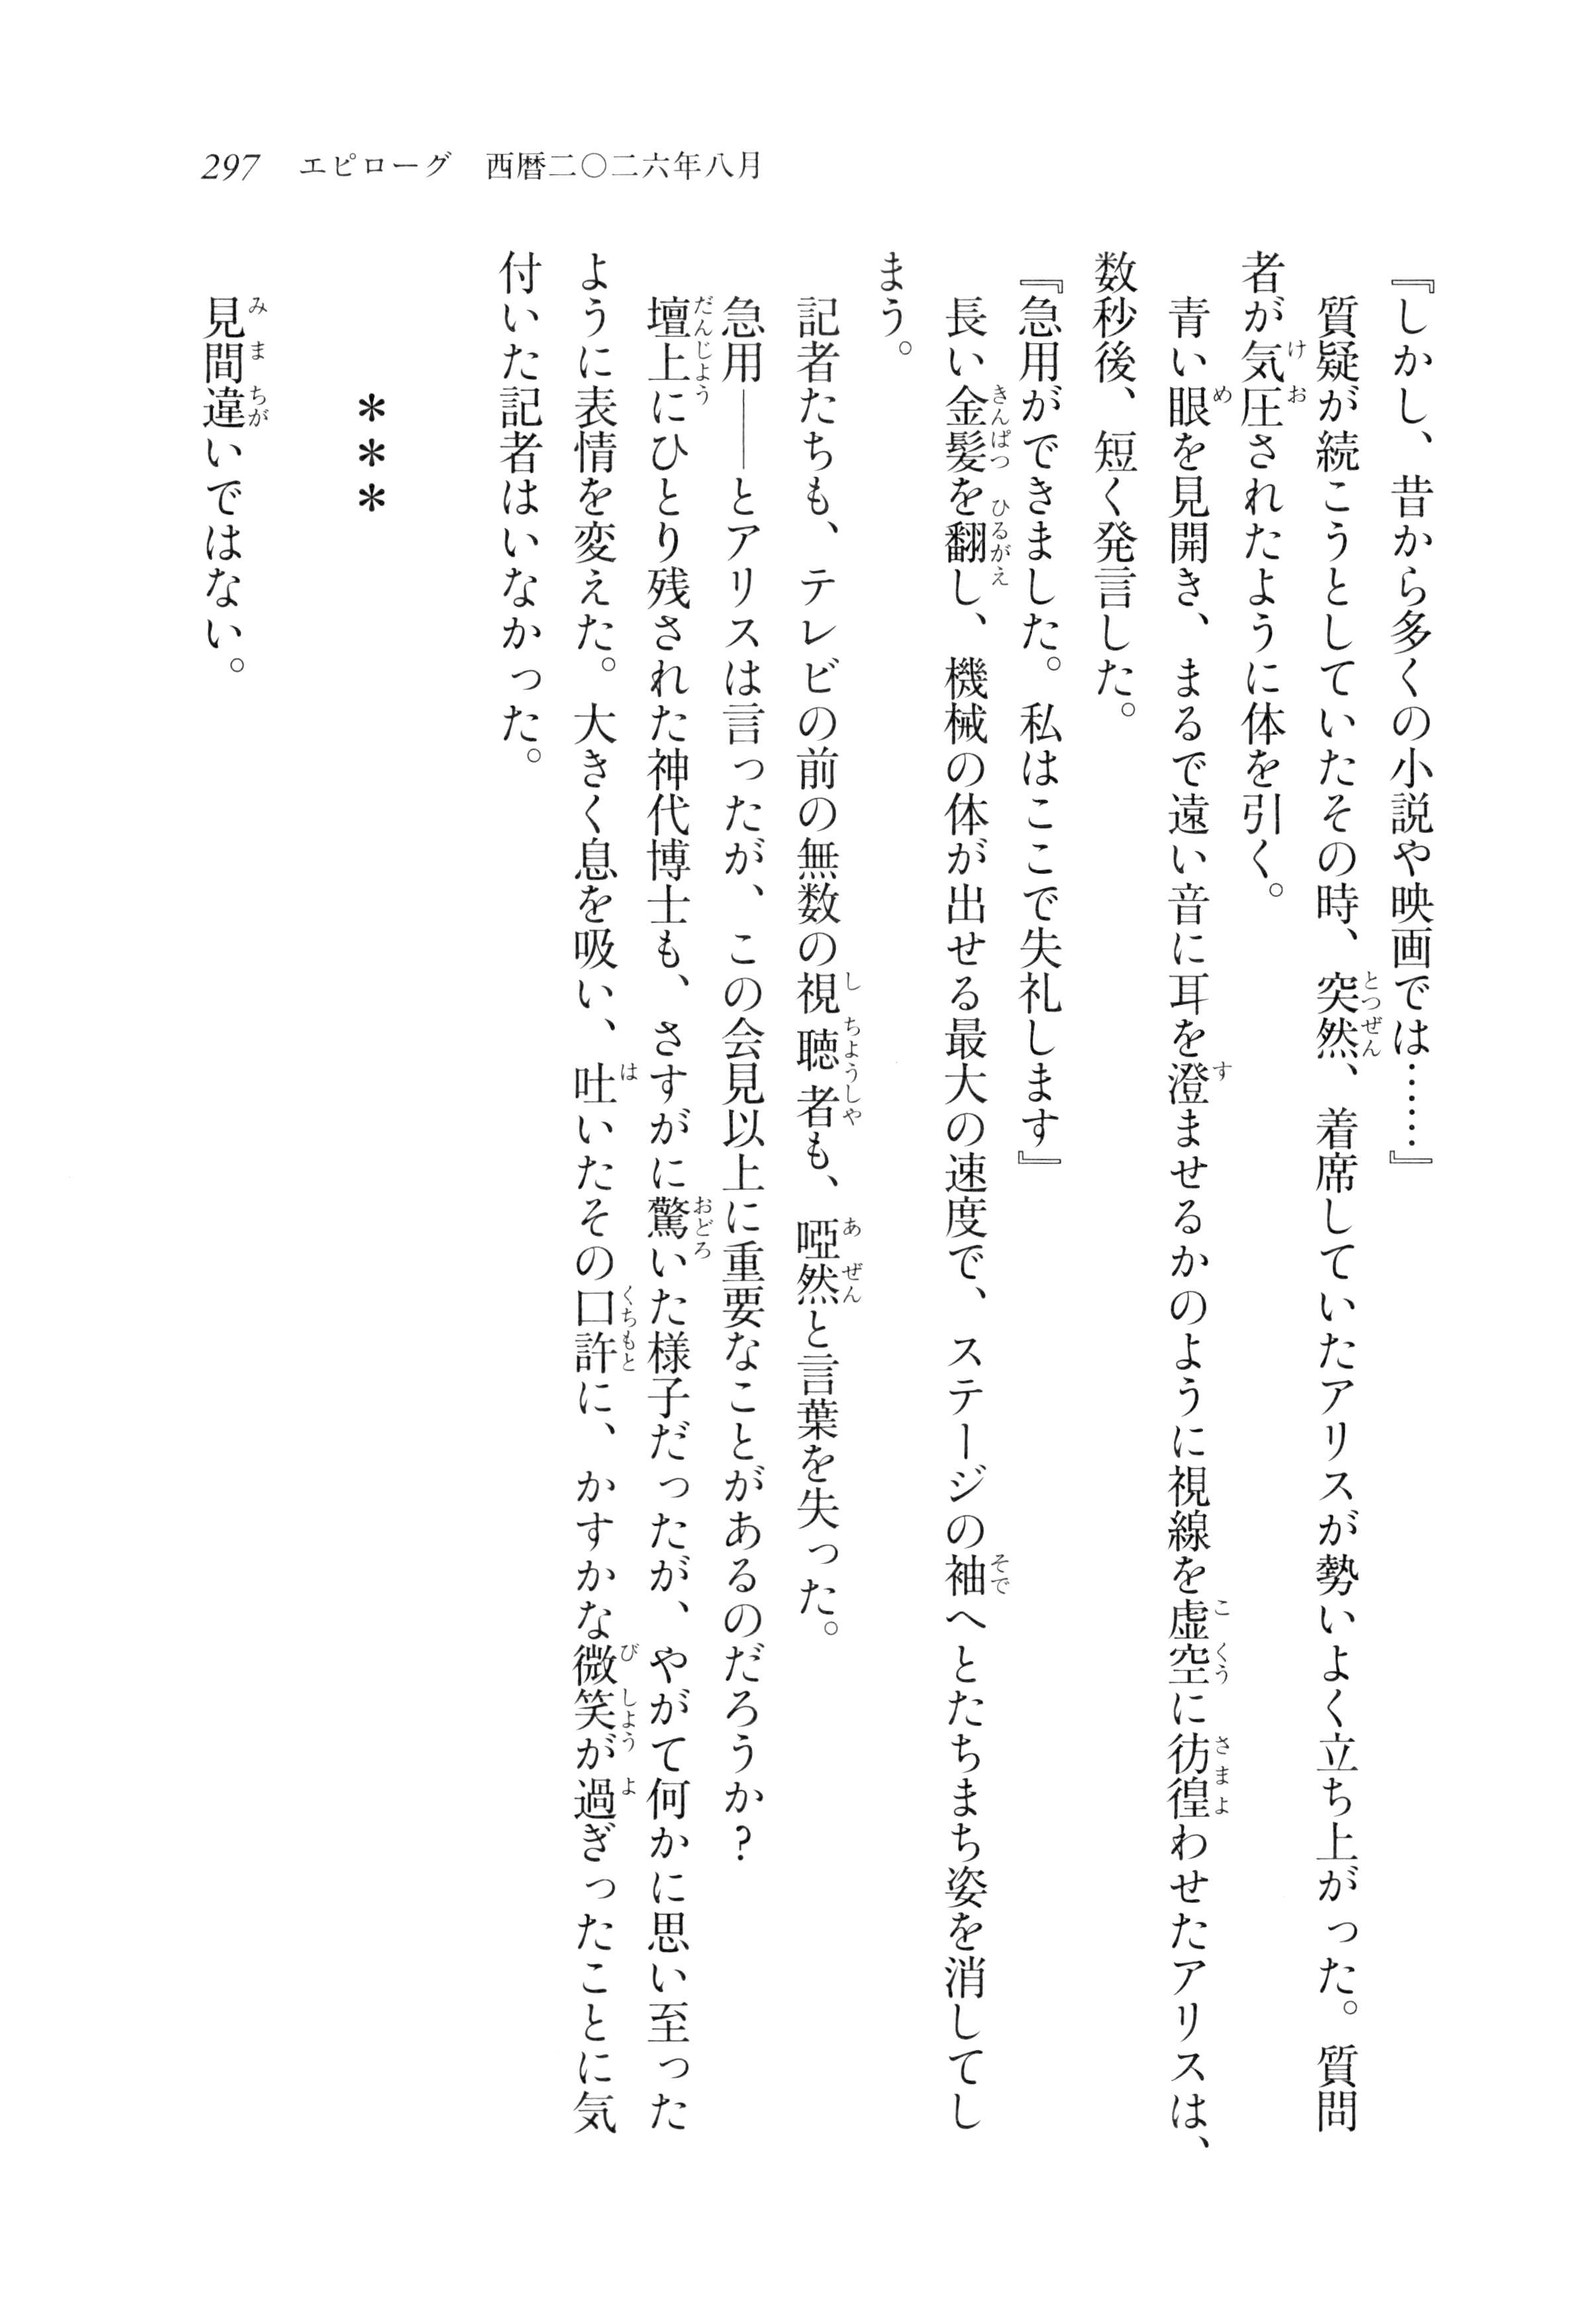 297 エピローグ 西暦二〇二六年八月
『しかし、昔から多くの小説や映画では……』
質疑が続こうとしていたその時、突然、着席していたアリスが勢いよく立ち上がった。質問
者が気圧されたように体を引く。
青い眼を見開き、まるで遠い音に耳を澄ませるかのように視線を虚空に彷徨わせたアリスは、
数秒後、短く発言した。
『急用ができました。私はここで失礼します』
長い金髪を翻し、機械の体が出せる最大の速度で、ステージの袖へとたちまち姿を消してし
まう。
記者たちも、テレビの前の無数の視聴者も、啞然と言葉を失った。
急用――とアリスは言ったが、この会見以上に重要なことがあるのだろうか？
壇上にひとり残された神代博士も、さすがに驚いた様子だったが、やがて何かに思い至った
ように表情を変えた。大きく息を吸い、吐いたその口許に、かすかな微笑が過ぎったことに気
付いた記者はいなかった。
＊＊＊
見間違いではない。